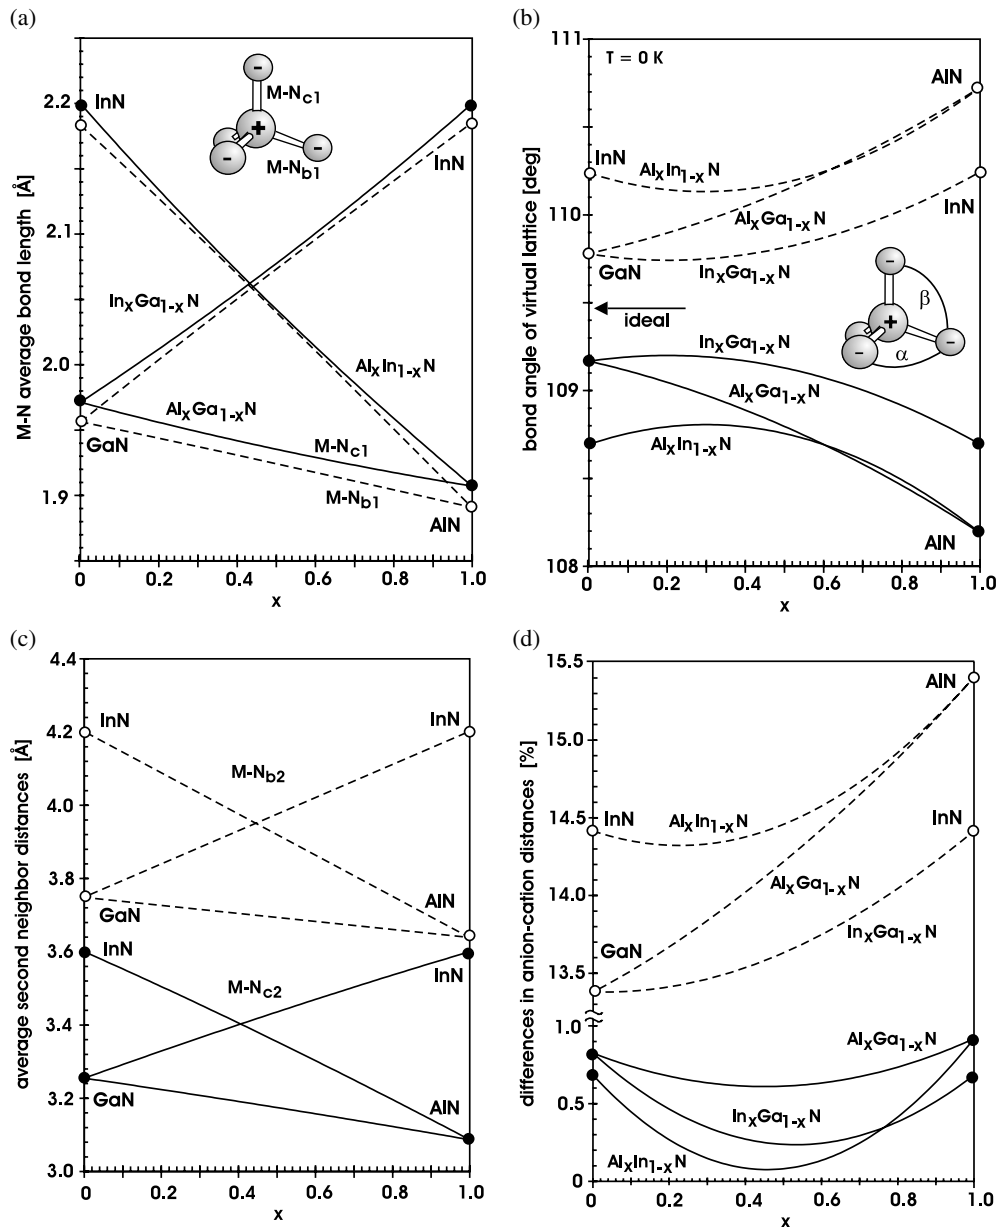 (a)
M-N average bond length [Å]
2.2
2.1
2.0
1.9
InN
M-Nc1
M-Nb1
InN
InxGa1-xN
AlxIn1-xN
AlxGa1-xN
GaN
M-Nc1
M-Nb1
AlN
0 0.2 0.4 0.6 0.8 1.0
x
(b)
bond angle of virtual lattice [deg]
111
110
109
108
T = 0 K
AlN
InN
AlxIn1-xN
InN
AlxGa1-xN
GaN
InxGa1-xN
ideal
β
α
InxGa1-xN
AlxGa1-xN
AlxIn1-xN
AlN
0 0.2 0.4 0.6 0.8 1.0
x
(c)
average second neighbor distances [Å]
4.4
4.2
4.0
3.8
3.6
3.4
3.2
3.0
InN
InN
M-Nb2
GaN
AlN
InN
InN
M-Nc2
GaN
AlN
0 0.2 0.4 0.6 0.8 1.0
x
(d)
differences in anion-cation distances [%]
15.5
15.0
14.5
14.0
13.5
1.0
0.5
0
AlN
InN
AlxIn1-xN
InN
AlxGa1-xN
GaN
InxGa1-xN
AlxGa1-xN
InxGa1-xN
AlxIn1-xN
0 0.2 0.4 0.6 0.8 1.0
x